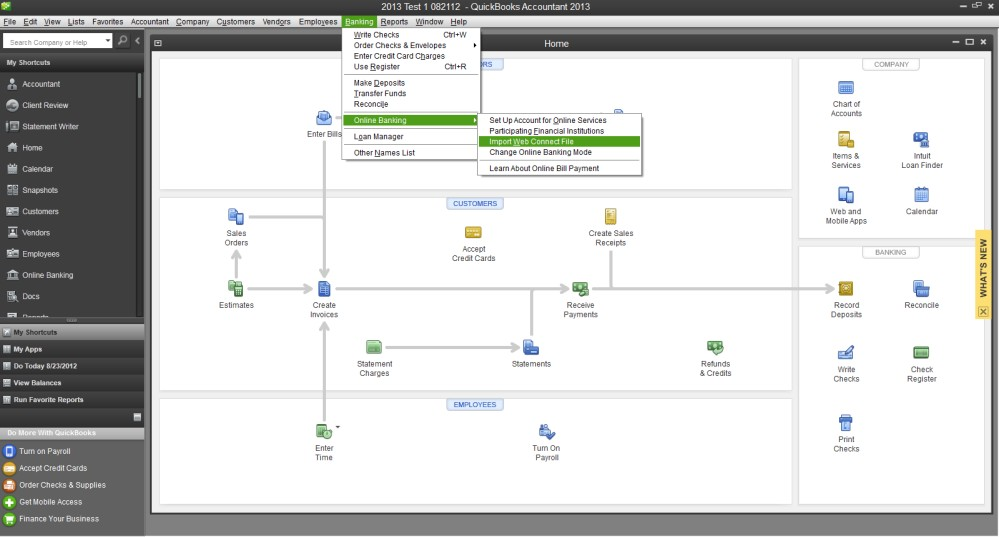 2013 Test 1 082112 - QuickBooks Accountant 2013
File Edit View Lists Favorites Accountant Company Customers Vendors Employees Banking Reports Window Help
Search Company or Help
My Shortcuts
Accountant
Client Review
Statement Writer
Home
Calendar
Snapshots
Customers
Vendors
Employees
Online Banking
Docs
Reports
My Shortcuts
My Apps
Do Today 8/23/2012
View Balances
Run Favorite Reports
Do More With QuickBooks
Turn on Payroll
Accept Credit Cards
Order Checks & Supplies
Get Mobile Access
Finance Your Business
Write Checks Ctrl+W
Order Checks & Envelopes
Enter Credit Card Charges
Use Register Ctrl+R
Make Deposits
Transfer Funds
Reconcile
Online Banking
Loan Manager
Other Names List
Set Up Account for Online Services
Participating Financial Institutions
Import Web Connect File
Change Online Banking Mode
Learn About Online Bill Payment
Home
ORS
Enter Bills
CUSTOMERS
Sales
Orders
Accept
Credit Cards
Create Sales
Receipts
Estimates
Create
Invoices
Receive
Payments
Statement
Charges
Statements
Refunds
& Credits
EMPLOYEES
Enter
Time
Turn On
Payroll
COMPANY
Chart of
Accounts
Items &
Services
Intuit
Loan Finder
Web and
Mobile Apps
Calendar
BANKING
Record
Deposits
Reconcile
Write
Checks
Check
Register
Print
Checks
WHAT'S NEW